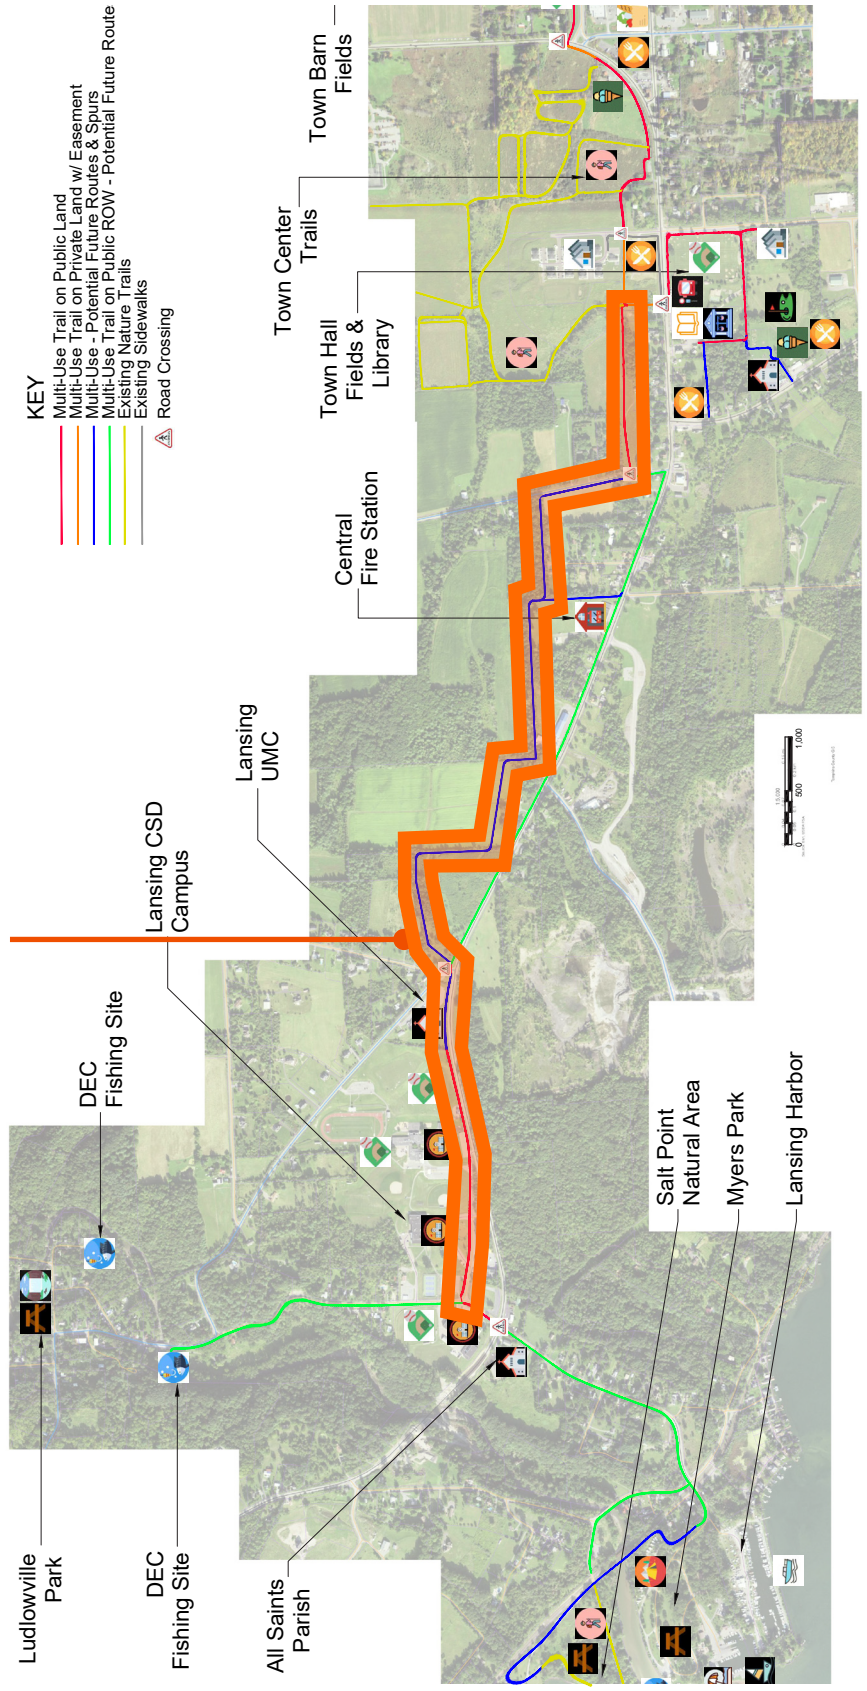 KEY
Multi-Use Trail on Public Land
Multi-Use Trail on Private Land w/ Easement
Multi-Use - Potential Future Routes & Spurs
Multi-Use Trail on Public ROW - Potential Future Route
Existing Nature Trails
Existing Sidewalks
Road Crossing
Ludlowville
Park
DEC
Fishing Site
DEC
Fishing Site
All Saints
Parish
Lansing CSD
Campus
Lansing
UMC
Central
Fire Station
Town Hall
Fields &
Library
Town Center
Trails
Town Barn
Fields
Salt Point
Natural Area
Myers Park
Lansing Harbor
0
500
1,000